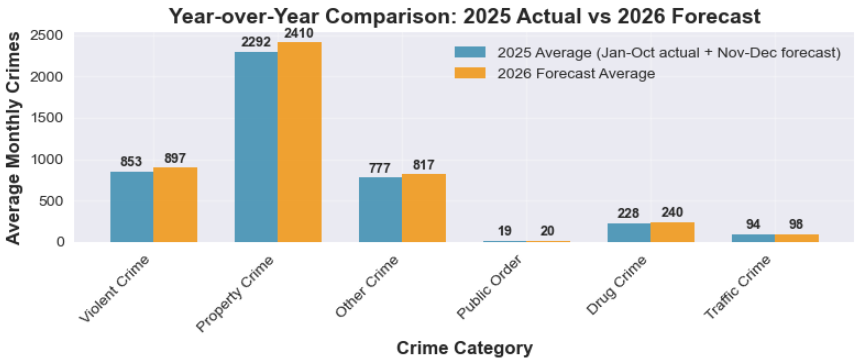 Year-over-Year Comparison: 2025 Actual vs 2026 Forecast
Average Monthly Crimes
2500
2000
1500
1000
500
0
2025 Average (Jan-Oct actual + Nov-Dec forecast)
2026 Forecast Average
853
897
2292
2410
777
817
19
20
228
240
94
98
Violent Crime
Property Crime
Other Crime
Public Order
Drug Crime
Traffic Crime
Crime Category